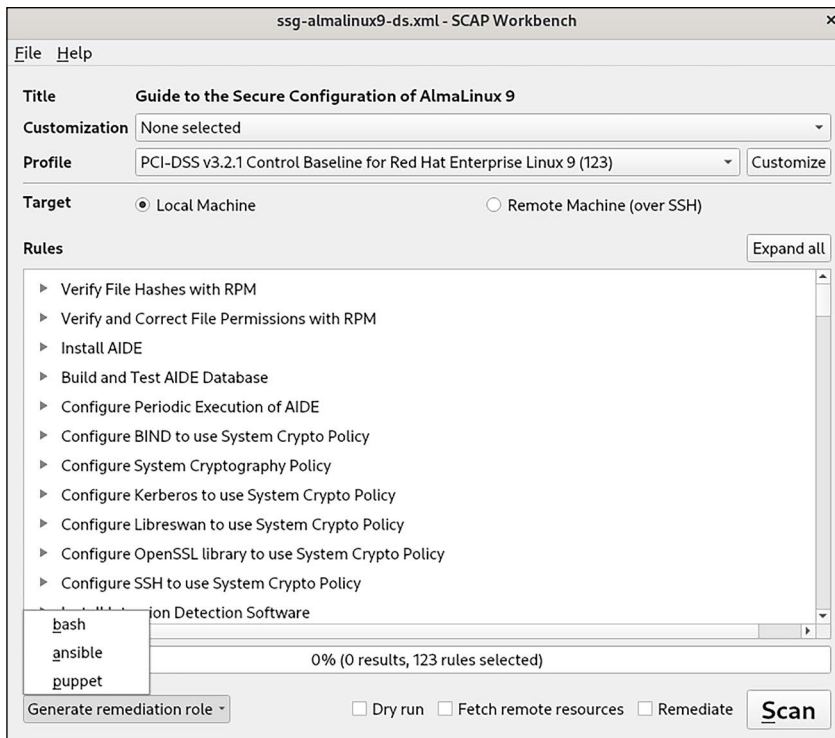 ssg-almalinux9-ds.xml - SCAP Workbench
File Help
Title Guide to the Secure Configuration of AlmaLinux 9
Customization None selected
Profile PCI-DSS v3.2.1 Control Baseline for Red Hat Enterprise Linux 9 (123) Customize
Target Local Machine Remote Machine (over SSH)
Rules Expand all
Verify File Hashes with RPM
Verify and Correct File Permissions with RPM
Install AIDE
Build and Test AIDE Database
Configure Periodic Execution of AIDE
Configure BIND to use System Crypto Policy
Configure System Cryptography Policy
Configure Kerberos to use System Crypto Policy
Configure Libreswan to use System Crypto Policy
Configure OpenSSL library to use System Crypto Policy
Configure SSH to use System Crypto Policy
Detection Software
bash
ansible
puppet
0% (0 results, 123 rules selected)
Generate remediation role Dry run Fetch remote resources Remediate Scan